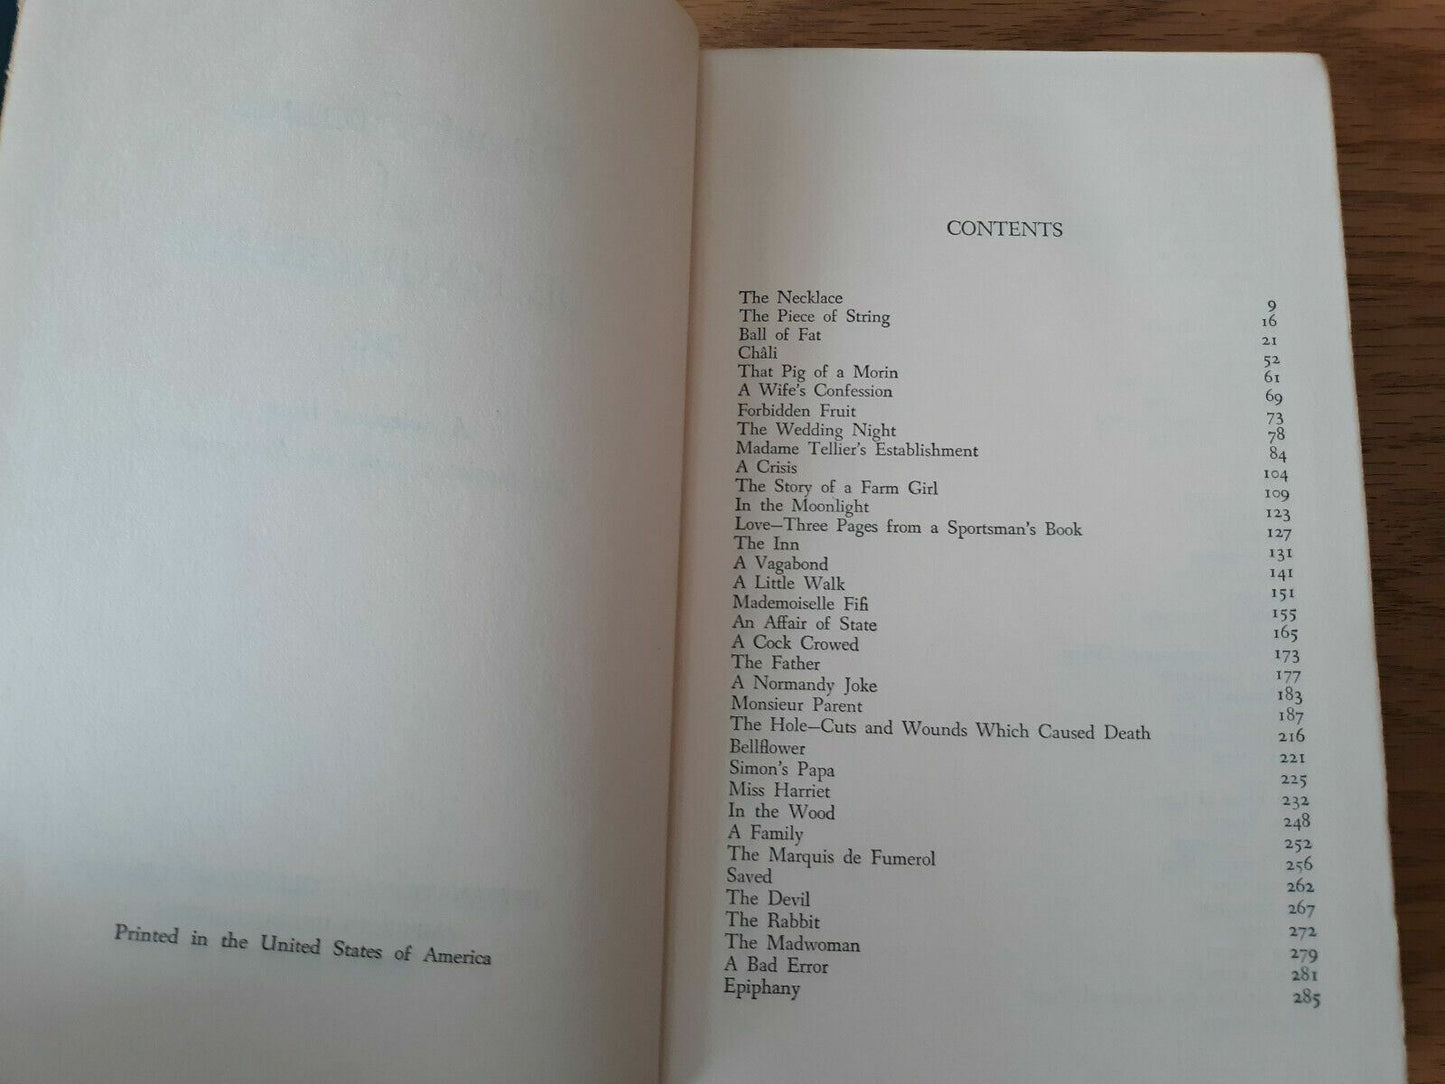 Printed in the United States of America
CONTENTS
The Necklace 9
The Piece of String 16
Ball of Fat 21
Châli 52
That Pig of a Morin 61
A Wife's Confession 69
Forbidden Fruit 73
The Wedding Night 78
Madame Tellier's Establishment 84
A Crisis 104
The Story of a Farm Girl 109
In the Moonlight 123
Love—Three Pages from a Sportsman's Book 127
The Inn 131
A Vagabond 141
A Little Walk 151
Mademoiselle Fifi 155
An Affair of State 165
A Cock Crowed 173
The Father 177
A Normandy Joke 183
Monsieur Parent 187
The Hole—Cuts and Wounds Which Caused Death 216
Bellflower 221
Simon's Papa 225
Miss Harriet 232
In the Wood 248
A Family 252
The Marquis de Fumerol 256
Saved 262
The Devil 267
The Rabbit 272
The Madwoman 279
A Bad Error 281
Epiphany 285